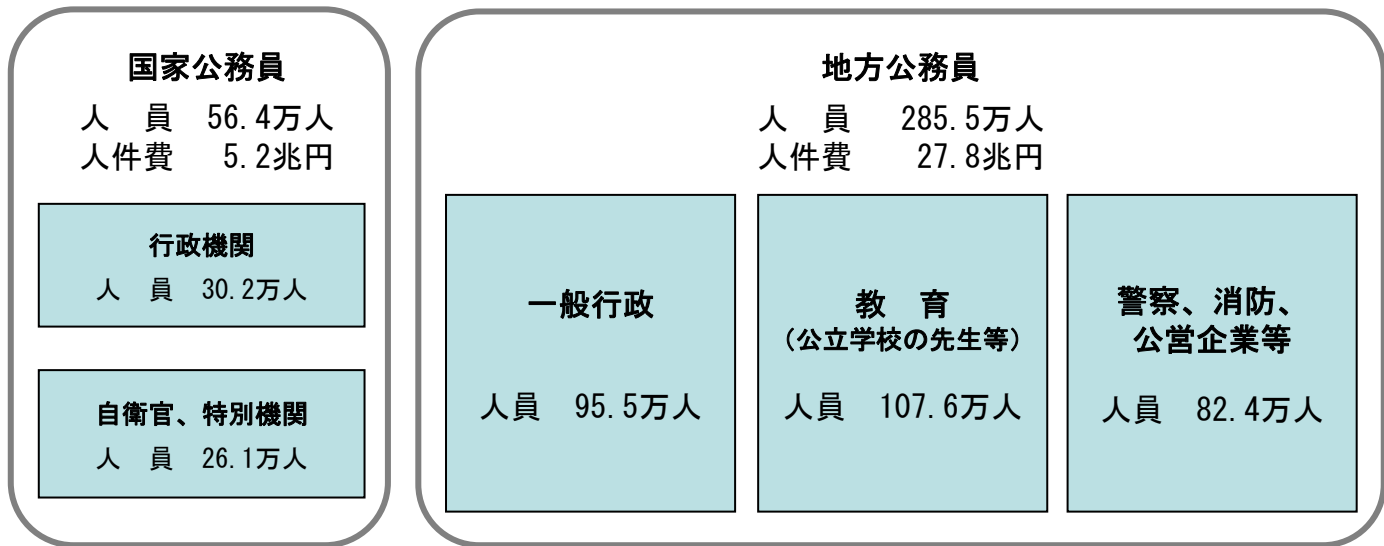 国家公務員
人　員　56.4万人
人件費　5.2兆円
行政機関
人　員　30.2万人
自衛官、特別機関
人　員　26.1万人
地方公務員
人　員　285.5万人
人件費　27.8兆円
一般行政
人員　95.5万人
教　育
（公立学校の先生等）
人員　107.6万人
警察、消防、
公営企業等
人員　82.4万人